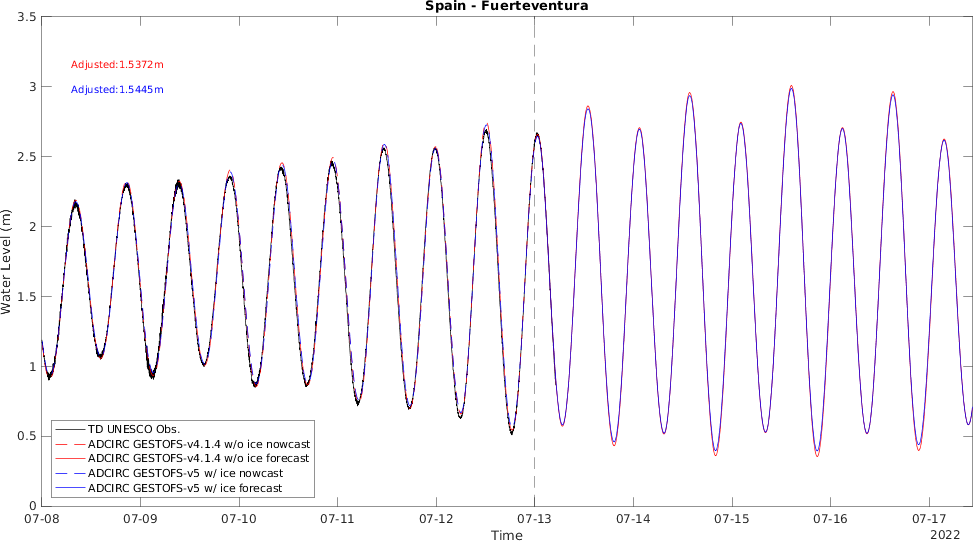 Spain - Fuerteventura
3.5
Adjusted:1.5372m
3
Adjusted:1.5445m
2.5
2
Water Level (m)
1.5
1
0.5
TD UNESCO Obs.
ADCIRC GESTOFS-v4.1.4 w/o ice nowcast
ADCIRC GESTOFS-v4.1.4 w/o ice forecast
ADCIRC GESTOFS-v5 w/ ice nowcast
ADCIRC GESTOFS-v5 w/ ice forecast
0
07-08 07-09 07-10 07-11 07-12 07-13 07-14 07-15 07-16 07-17
Time
2022